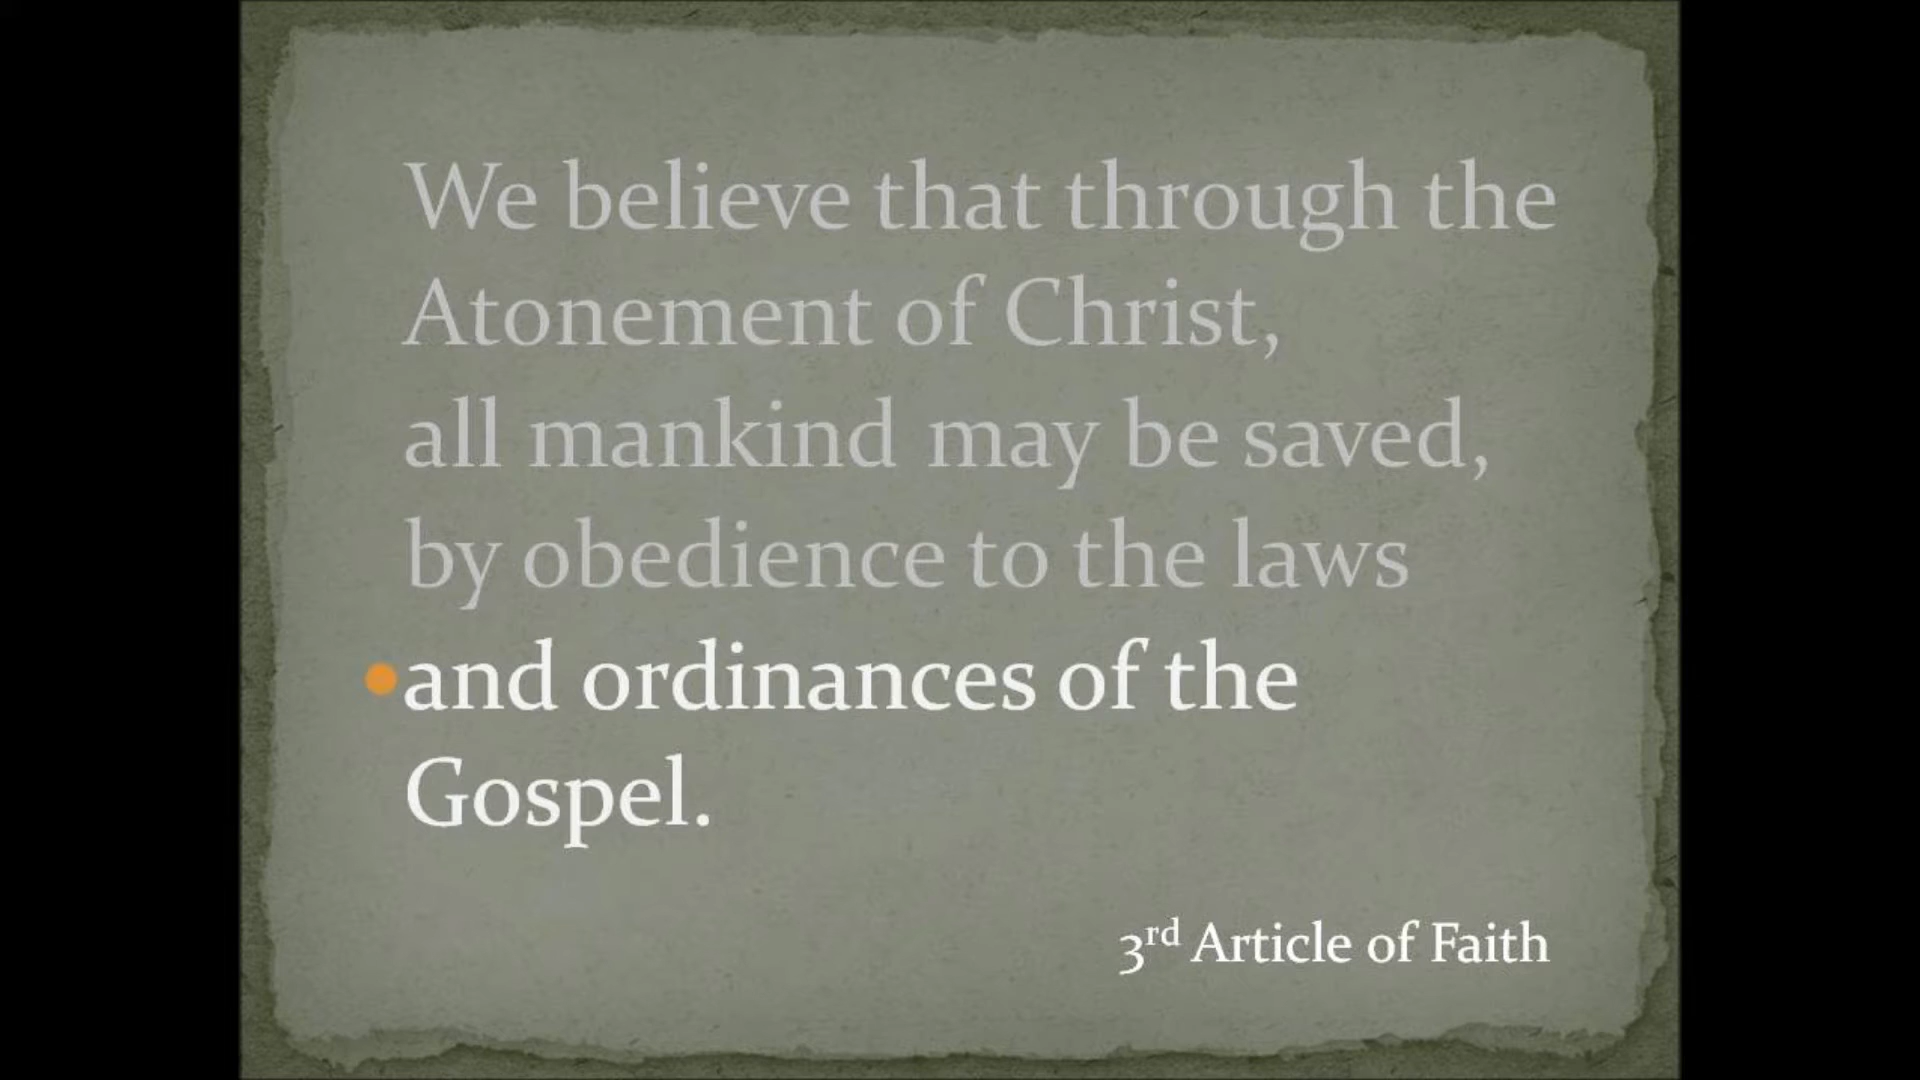 We believe that through the
Atonement of Christ,
all mankind may be saved,
by obedience to the laws
•and ordinances of the
Gospel.
3rd Article of Faith